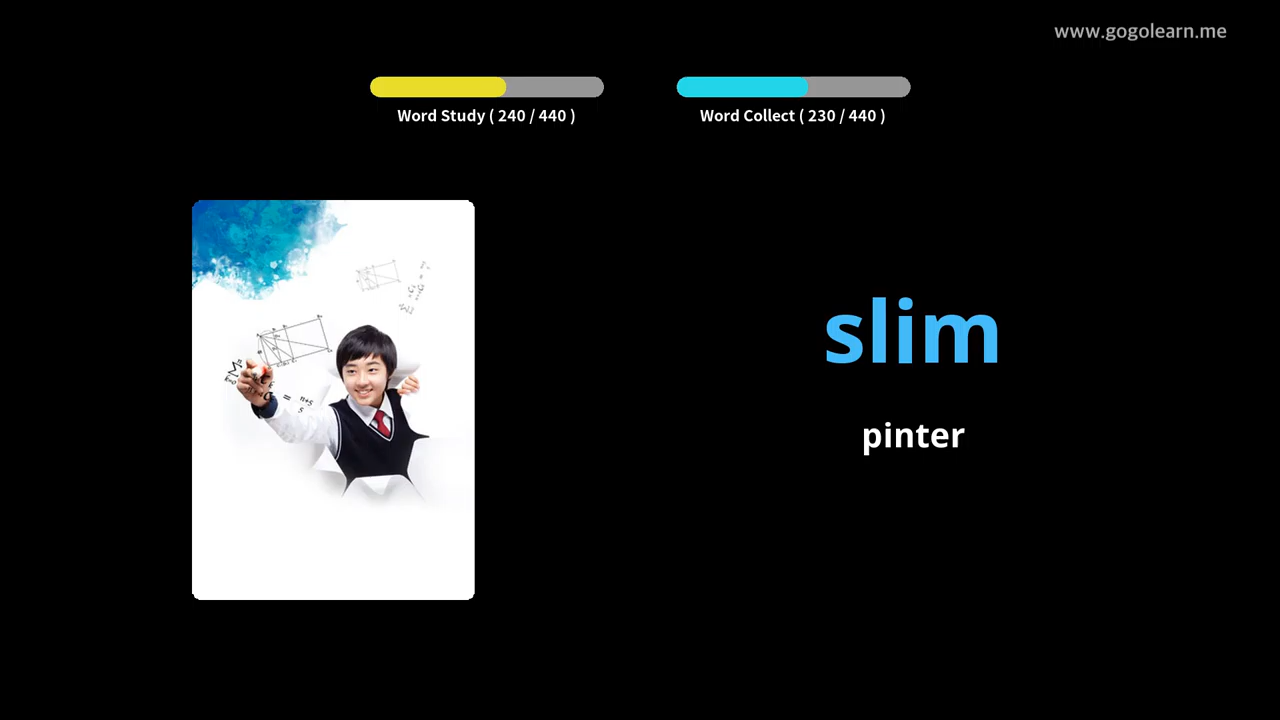 www.gogolearn.me
Word Study ( 240 / 440 )
Word Collect ( 230 / 440 )
slim
pinter
n+s
s
=